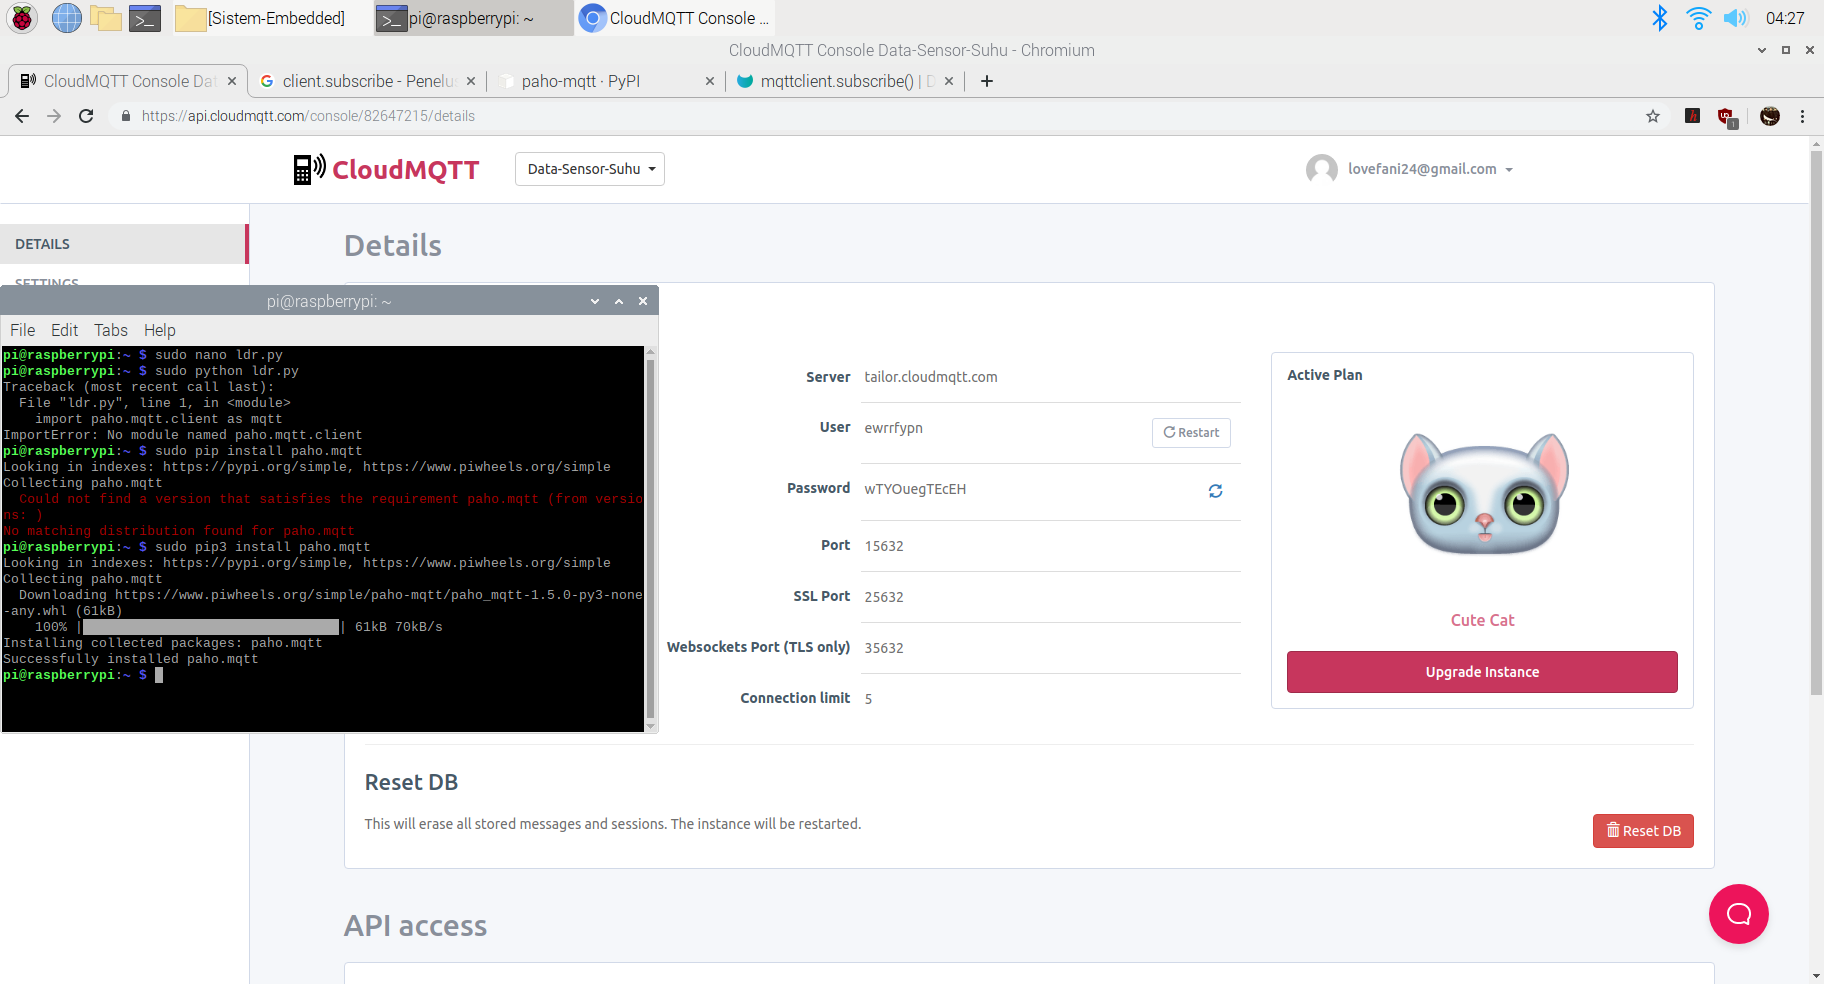 [Sistem-Embedded]
pi@raspberrypi: ~
CloudMQTT Console ...
04:27
CloudMQTT Console Data-Sensor-Suhu - Chromium
CloudMQTT Console Dat
client.subscribe - Penelus
paho-mqtt · PyPI
mqttclient.subscribe() | D
https://api.cloudmqtt.com/console/82647215/details
CloudMQTT
Data-Sensor-Suhu
lovefani24@gmail.com
DETAILS
SETTINGS
Details
pi@raspberrypi: ~
File Edit Tabs Help
pi@raspberrypi:~ $ sudo nano ldr.py
pi@raspberrypi:~ $ sudo python ldr.py
Traceback (most recent call last):
File "ldr.py", line 1, in <module>
import paho.mqtt.client as mqtt
ImportError: No module named paho.mqtt.client
pi@raspberrypi:~ $ sudo pip install paho.mqtt
Looking in indexes: https://pypi.org/simple, https://www.piwheels.org/simple
Collecting paho.mqtt
Could not find a version that satisfies the requirement paho.mqtt (from versio
ns: )
No matching distribution found for paho.mqtt
pi@raspberrypi:~ $ sudo pip3 install paho.mqtt
Looking in indexes: https://pypi.org/simple, https://www.piwheels.org/simple
Collecting paho.mqtt
Downloading https://www.piwheels.org/simple/paho-mqtt/paho_mqtt-1.5.0-py3-none
-any.whl (61kB)
100% | | 61kB 70kB/s
Installing collected packages: paho.mqtt
Successfully installed paho.mqtt
pi@raspberrypi:~ $
Server tailor.cloudmqtt.com
User ewrrfypn Restart
Password wTYOuegTEcEH
Port 15632
SSL Port 25632
Websockets Port (TLS only) 35632
Connection limit 5
Active Plan
Cute Cat
Upgrade Instance
Reset DB
This will erase all stored messages and sessions. The instance will be restarted.
Reset DB
API access